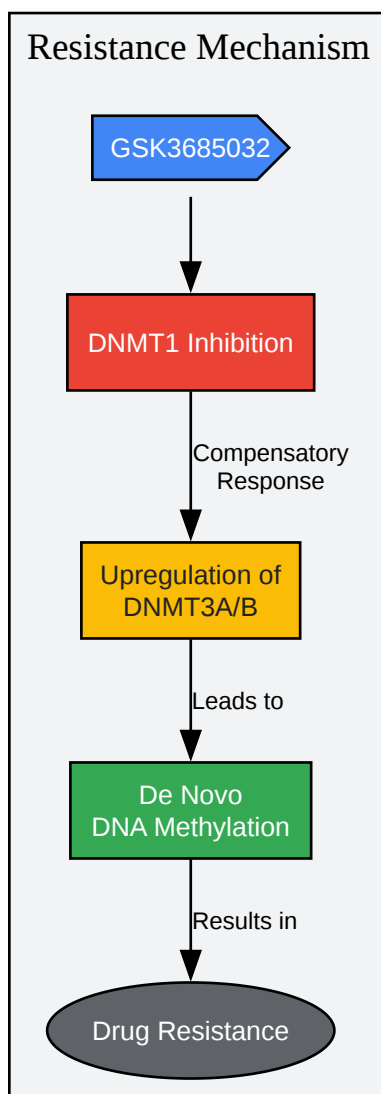 Resistance Mechanism
GSK3685032
DNMT1 Inhibition
Compensatory
Response
Upregulation of
DNMT3A/B
Leads to
De Novo
DNA Methylation
Results in
Drug Resistance